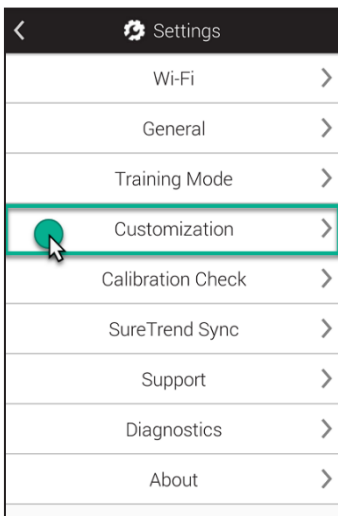 Settings
Wi-Fi
General
Training Mode
Customization
Calibration Check
SureTrend Sync
Support
Diagnostics
About